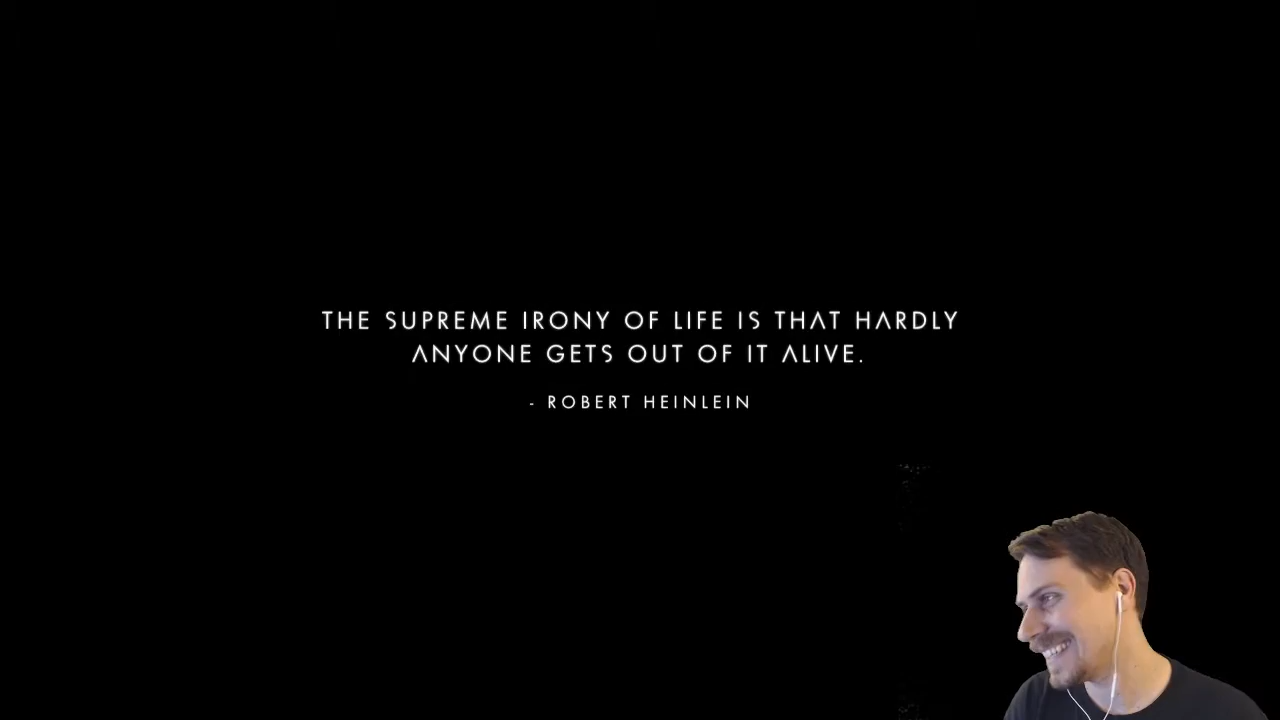 THE SUPREME IRONY OF LIFE IS THAT HARDLY
ANYONE GETS OUT OF IT ALIVE.
- ROBERT HEINLEIN